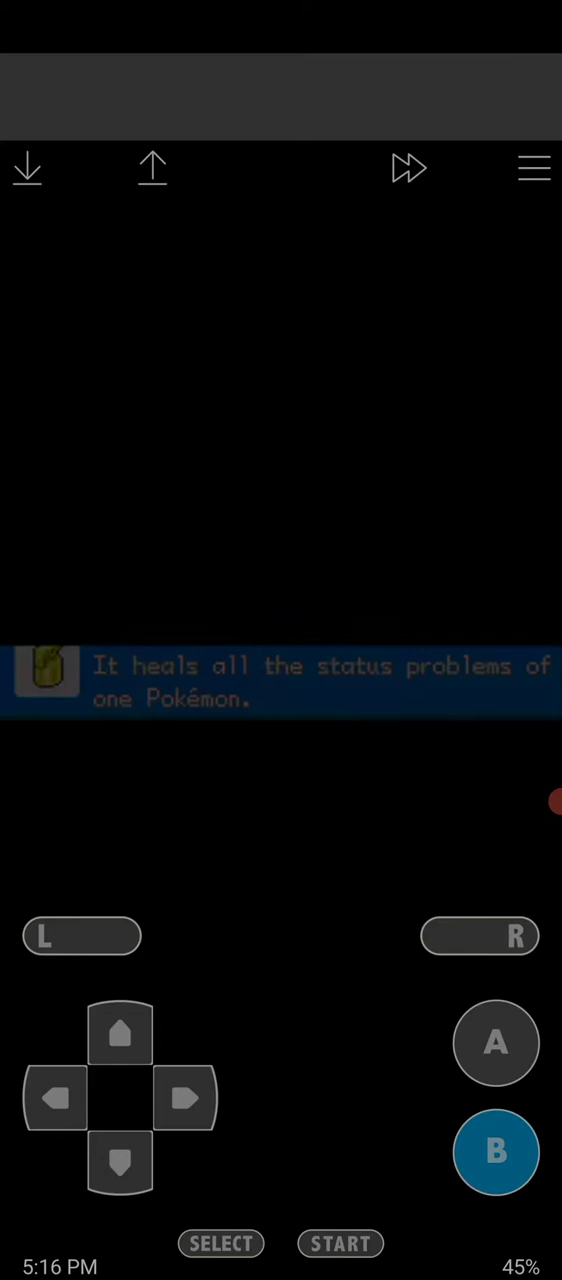 It heals all the status problems of
one Pokémon.
L
R
A
B
SELECT START
5:16 PM 45%